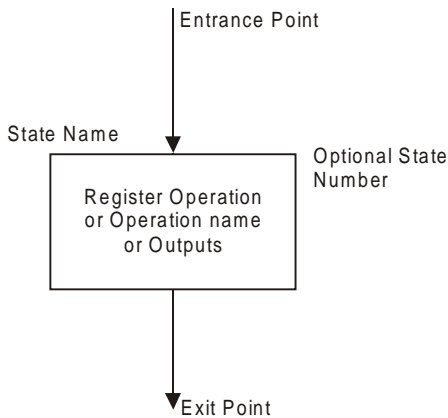 Entrance Point
State Name
Optional State
Number
Register Operation
or Operation name
or Outputs
Exit Point